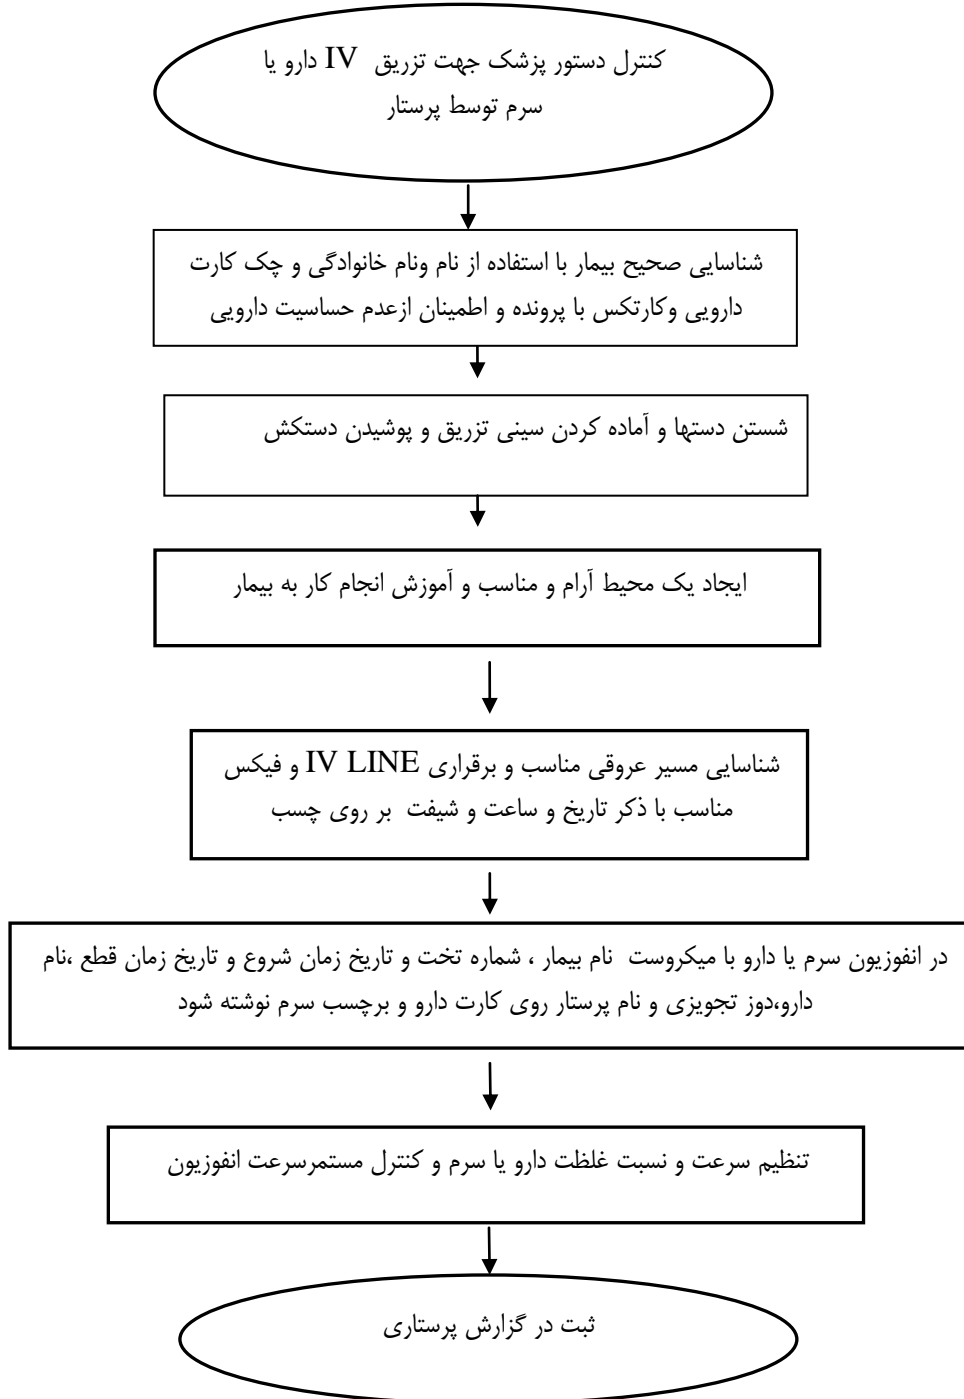 کنترل دستور پزشک جهت تزریق IV دارو یا
سرم توسط پرستار
شناسایی صحیح بیمار با استفاده از نام ونام خانوادگی و چک کارت
دارویی وکارتکس با پرونده و اطمینان ازعدم حساسیت دارویی
شستن دستها و آماده کردن سینی تزریق و پوشیدن دستکش
ایجاد یک محیط آرام و مناسب و آموزش انجام کار به بیمار
شناسایی مسیر عروقی مناسب و برقراری IV LINE و فیکس
مناسب با ذکر تاریخ و ساعت و شیفت بر روی چسب
در انفوزیون سرم یا دارو با میکروست نام بیمار ، شماره تخت و تاریخ زمان شروع و تاریخ زمان قطع ،نام
دارو،دوز تجویزی و نام پرستار روی کارت دارو و برچسب سرم نوشته شود
تنظیم سرعت و نسبت غلظت دارو یا سرم و کنترل مستمرسرعت انفوزیون
ثبت در گزارش پرستاری